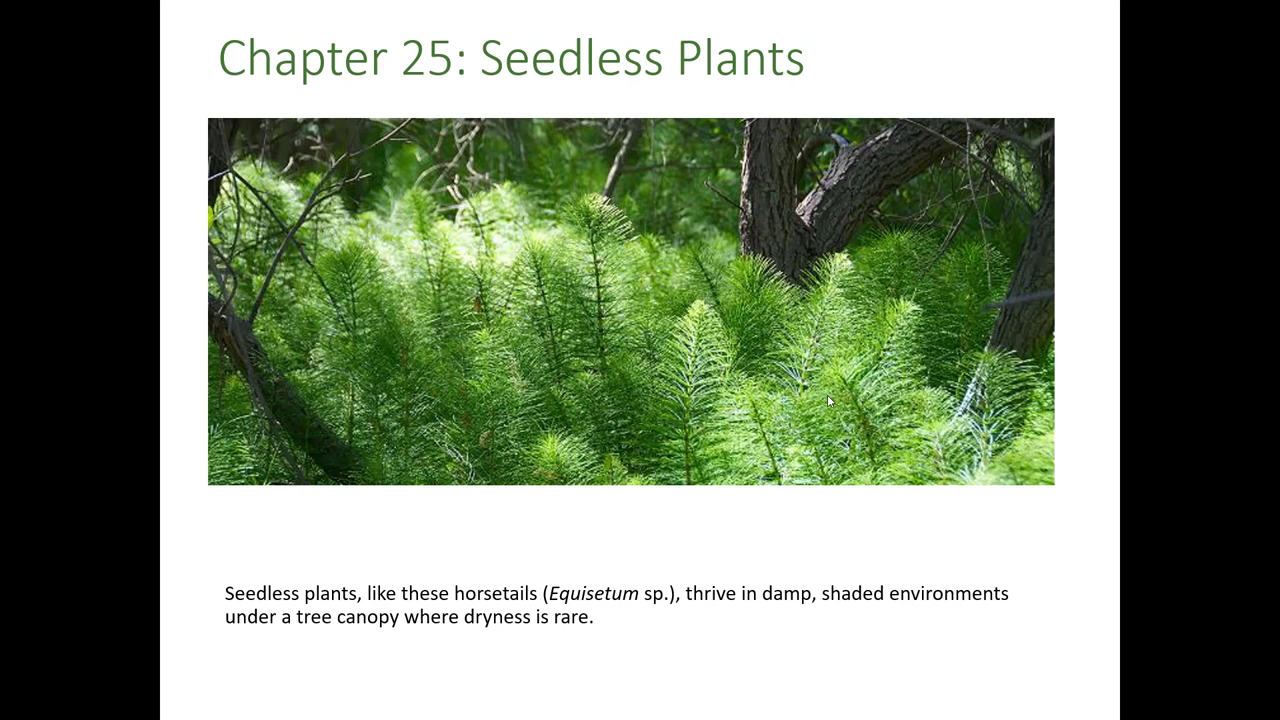 Chapter 25: Seedless Plants
Seedless plants, like these horsetails (Equisetum sp.), thrive in damp, shaded environments
under a tree canopy where dryness is rare.